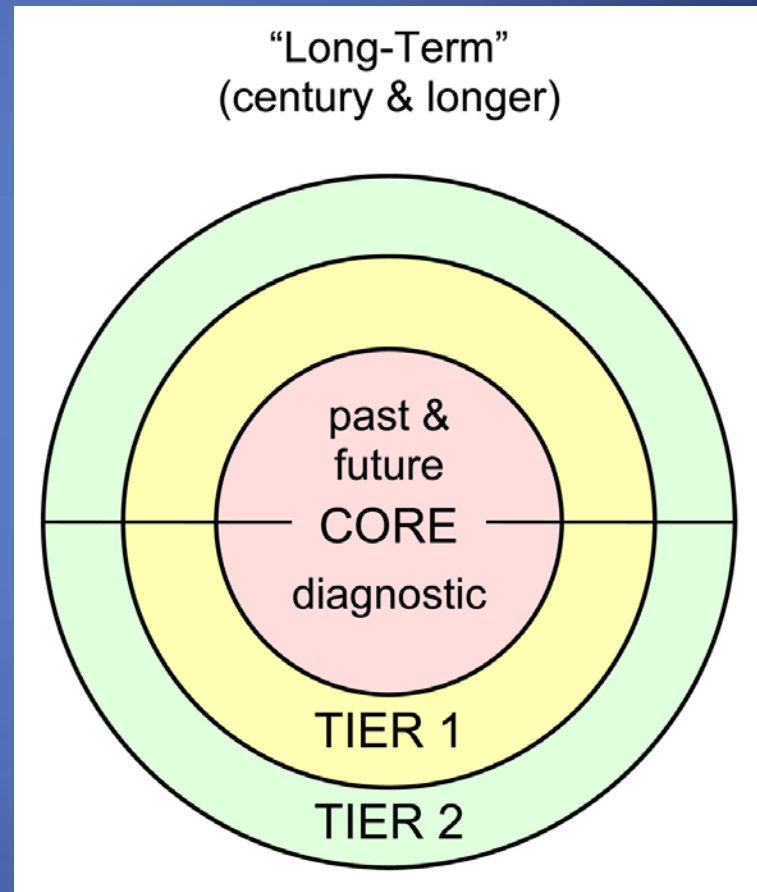 “Long-Term”
(century & longer)
past &
future
CORE
diagnostic
TIER 1
TIER 2